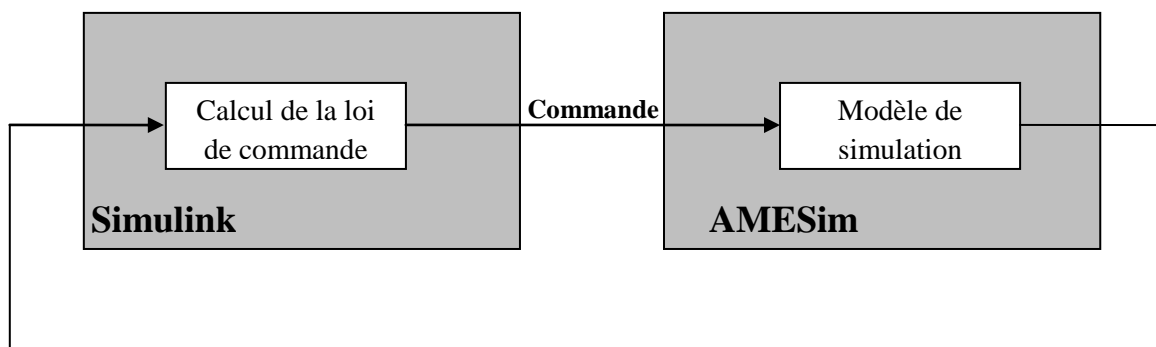 Calcul de la loi
de commande
Simulink
Commande
Modèle de
simulation
AMESim